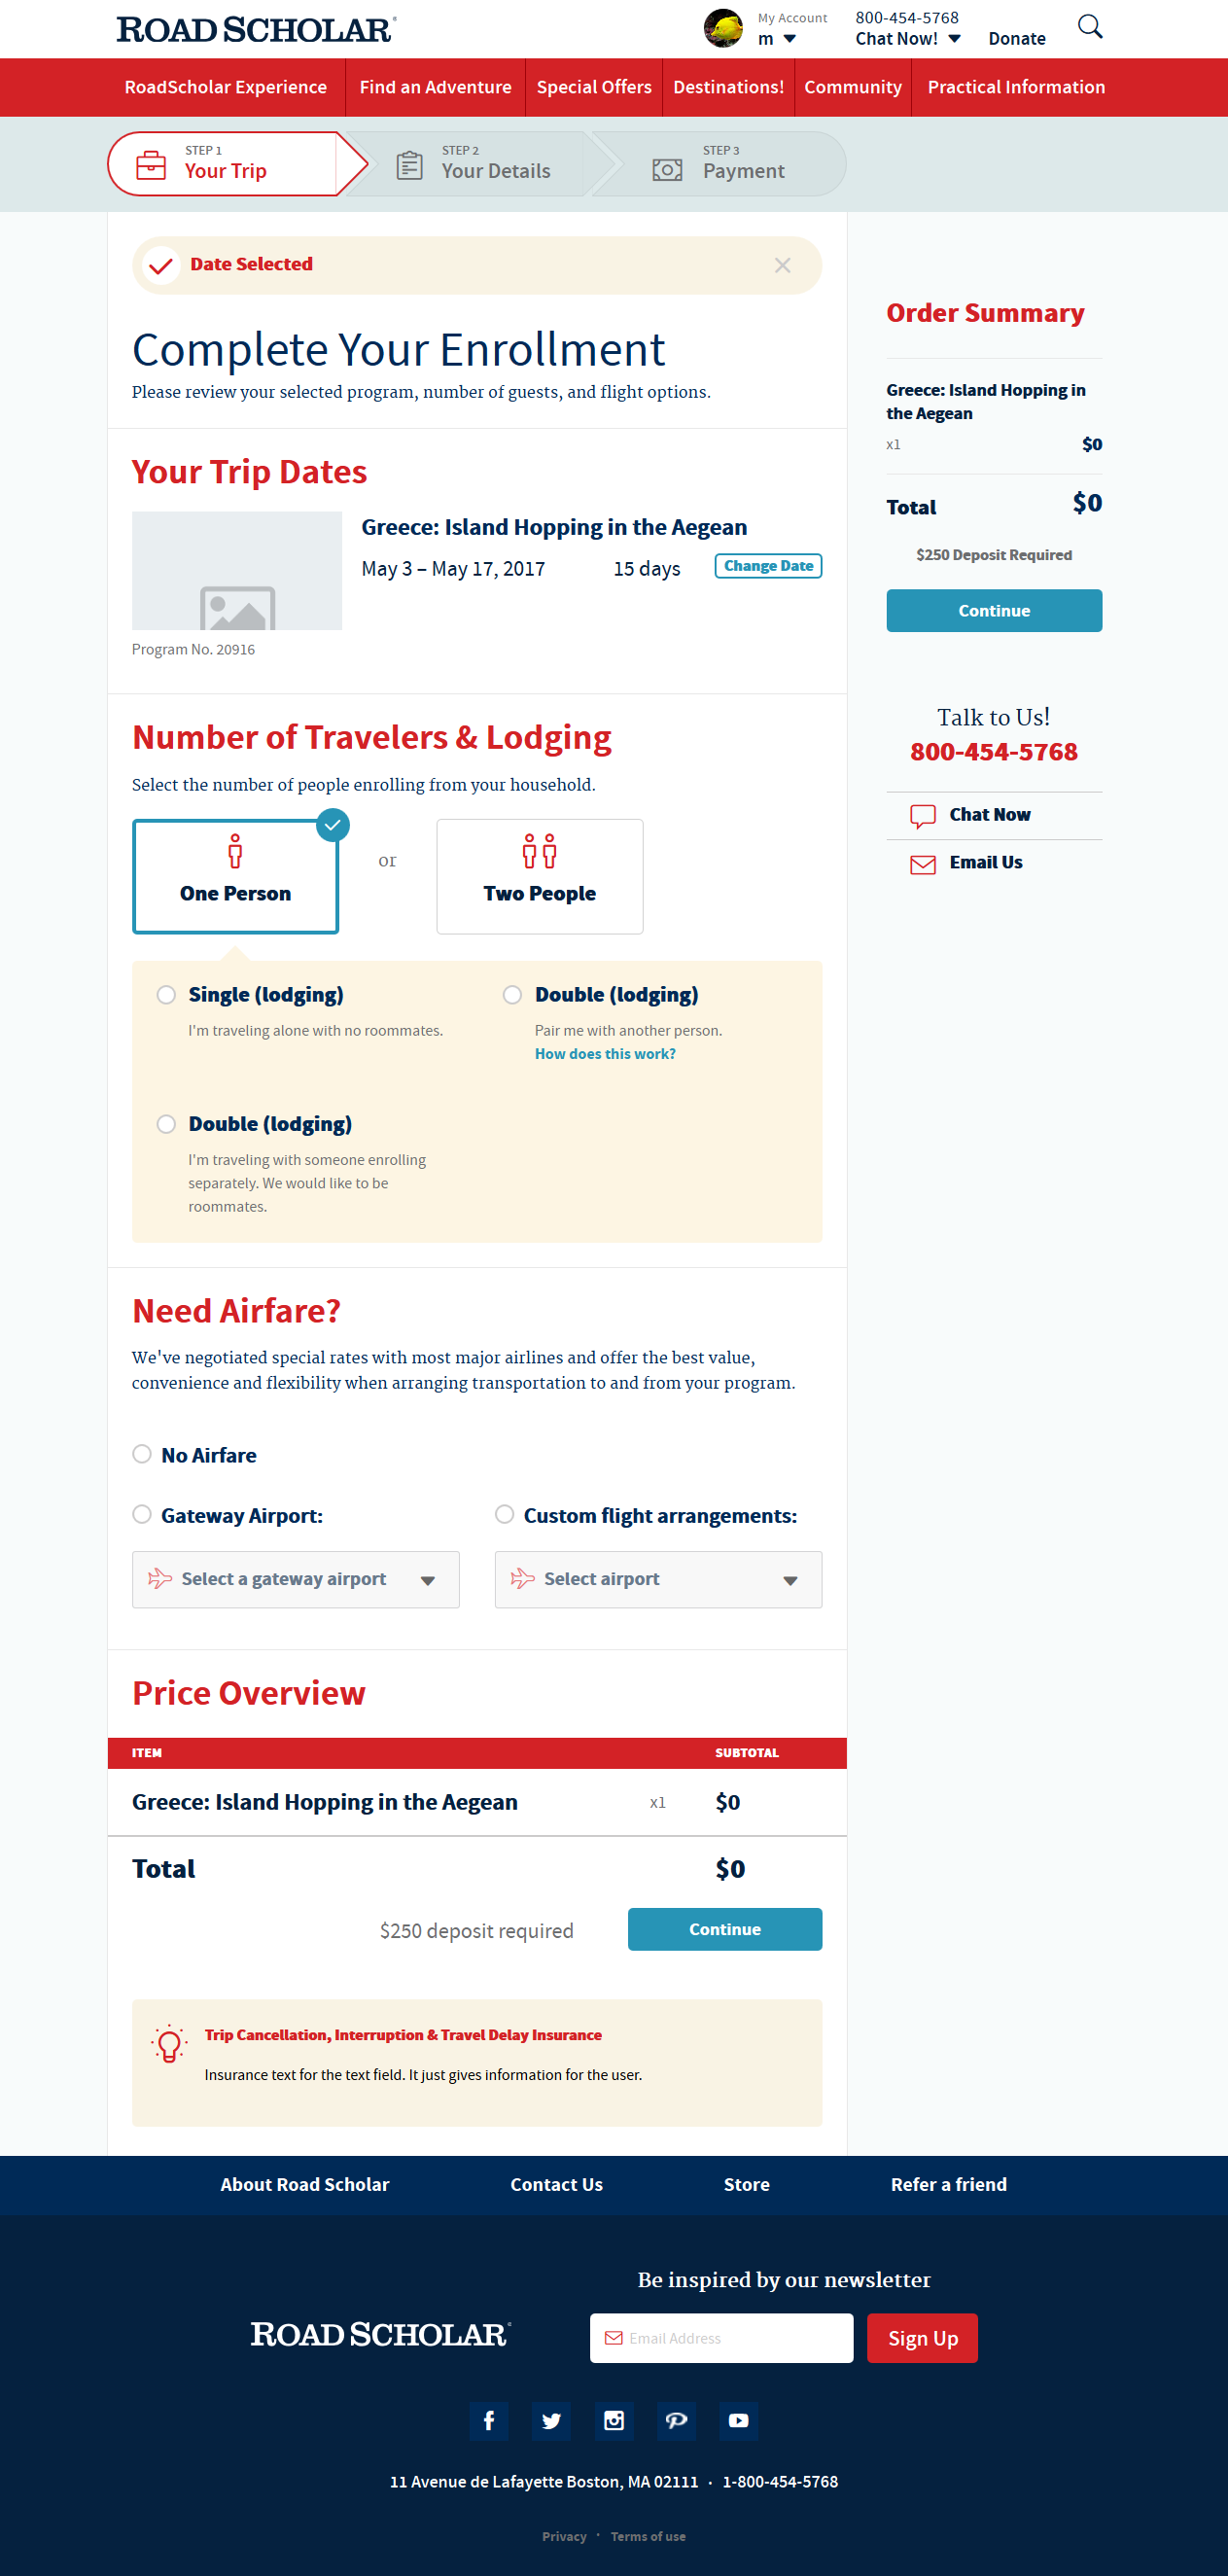 ROAD SCHOLAR®
My Account
m
800-454-5768
Chat Now!
Donate
RoadScholar Experience
Find an Adventure
Special Offers
Destinations!
Community
Practical Information
STEP 1
Your Trip
STEP 2
Your Details
STEP 3
Payment
Date Selected
Complete Your Enrollment
Please review your selected program, number of guests, and flight options.
Your Trip Dates
Greece: Island Hopping in the Aegean
May 3 – May 17, 2017
15 days
Change Date
Program No. 20916
Number of Travelers & Lodging
Select the number of people enrolling from your household.
One Person
or
Two People
Single (lodging)
I'm traveling alone with no roommates.
Double (lodging)
Pair me with another person.
How does this work?
Double (lodging)
I'm traveling with someone enrolling
separately. We would like to be
roommates.
Need Airfare?
We've negotiated special rates with most major airlines and offer the best value,
convenience and flexibility when arranging transportation to and from your program.
No Airfare
Gateway Airport:
Select a gateway airport
Custom flight arrangements:
Select airport
Price Overview
ITEM
SUBTOTAL
Greece: Island Hopping in the Aegean
x1
$0
Total
$0
$250 deposit required
Continue
Trip Cancellation, Interruption & Travel Delay Insurance
Insurance text for the text field. It just gives information for the user.
Order Summary
Greece: Island Hopping in
the Aegean
x1
$0
Total
$0
$250 Deposit Required
Continue
Talk to Us!
800-454-5768
Chat Now
Email Us
About Road Scholar
Contact Us
Store
Refer a friend
ROAD SCHOLAR®
Be inspired by our newsletter
Email Address
Sign Up
11 Avenue de Lafayette Boston, MA 02111 · 1-800-454-5768
Privacy · Terms of use